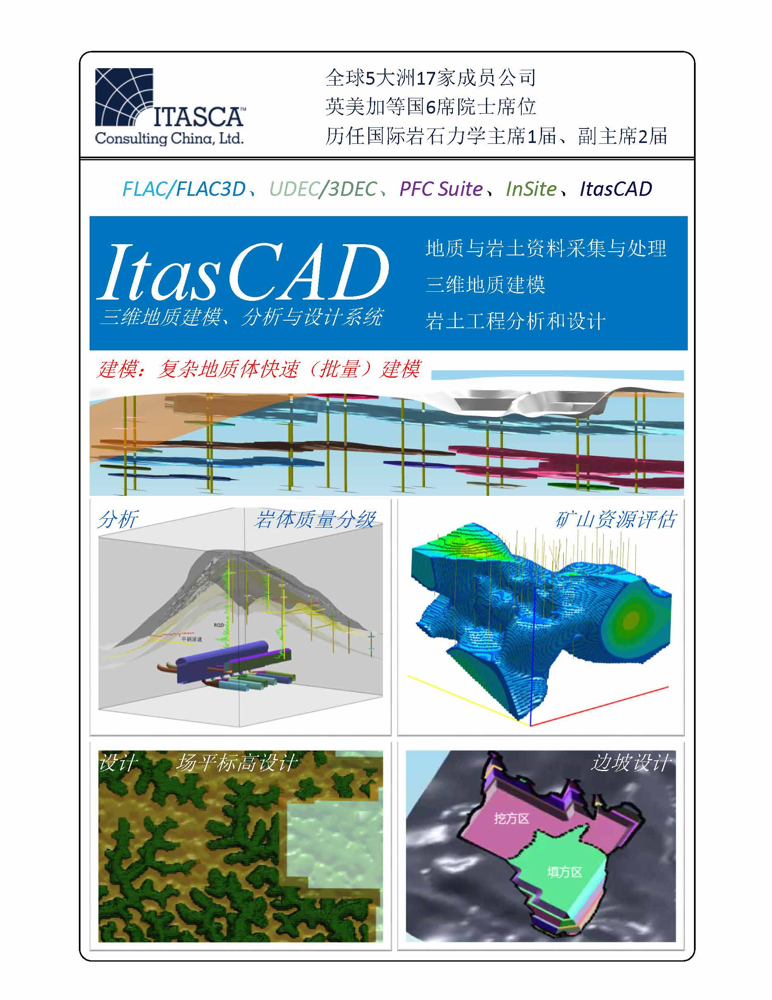 ITASCA™
Consulting China, Ltd.
全球5大洲17家成员公司
英美加等国6席院士席位
历任国际岩石力学主席1届、副主席2届
FLAC/FLAC3D、UDEC/3DEC、PFC Suite、InSite、ItasCAD
ItasCAD
三维地质建模、分析与设计系统
地质与岩土资料采集与处理
三维地质建模
岩土工程分析和设计
建模：复杂地质体快速（批量）建模
分析
岩体质量分级
RQD
平硐波速
矿山资源评估
设计
场平标高设计
边坡设计
挖方区
填方区